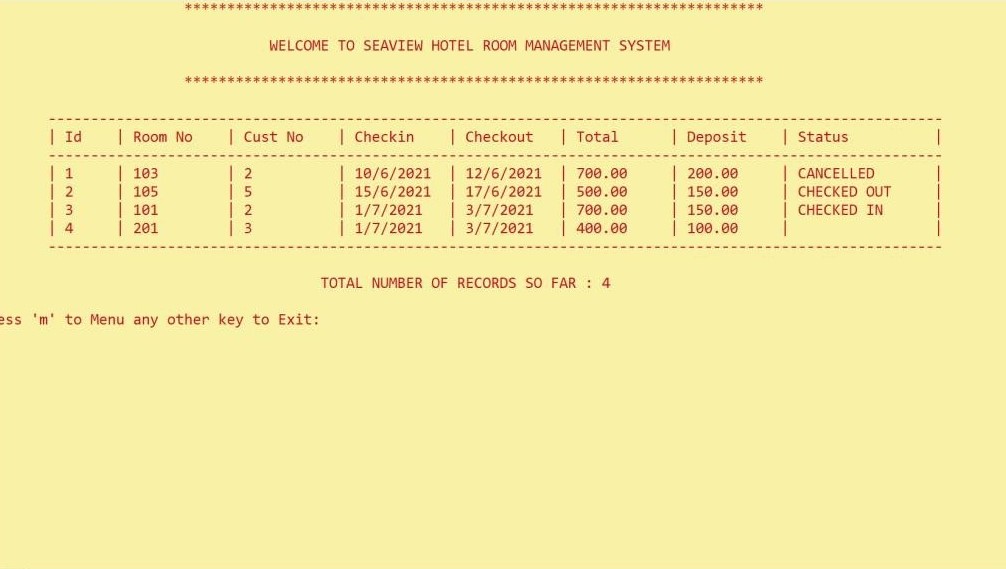 ********************************************************************
WELCOME TO SEAVIEW HOTEL ROOM MANAGEMENT SYSTEM
********************************************************************
---------------------------------------------------------------------------------------------------------
| Id | Room No | Cust No | Checkin | Checkout | Total | Deposit | Status |
---------------------------------------------------------------------------------------------------------
| 1 | 103 | 2 | 10/6/2021 | 12/6/2021 | 700.00 | 200.00 | CANCELLED |
| 2 | 105 | 5 | 15/6/2021 | 17/6/2021 | 500.00 | 150.00 | CHECKED OUT |
| 3 | 101 | 2 | 1/7/2021 | 3/7/2021 | 700.00 | 150.00 | CHECKED IN |
| 4 | 201 | 3 | 1/7/2021 | 3/7/2021 | 400.00 | 100.00 | |
---------------------------------------------------------------------------------------------------------
TOTAL NUMBER OF RECORDS SO FAR : 4
ess 'm' to Menu any other key to Exit: